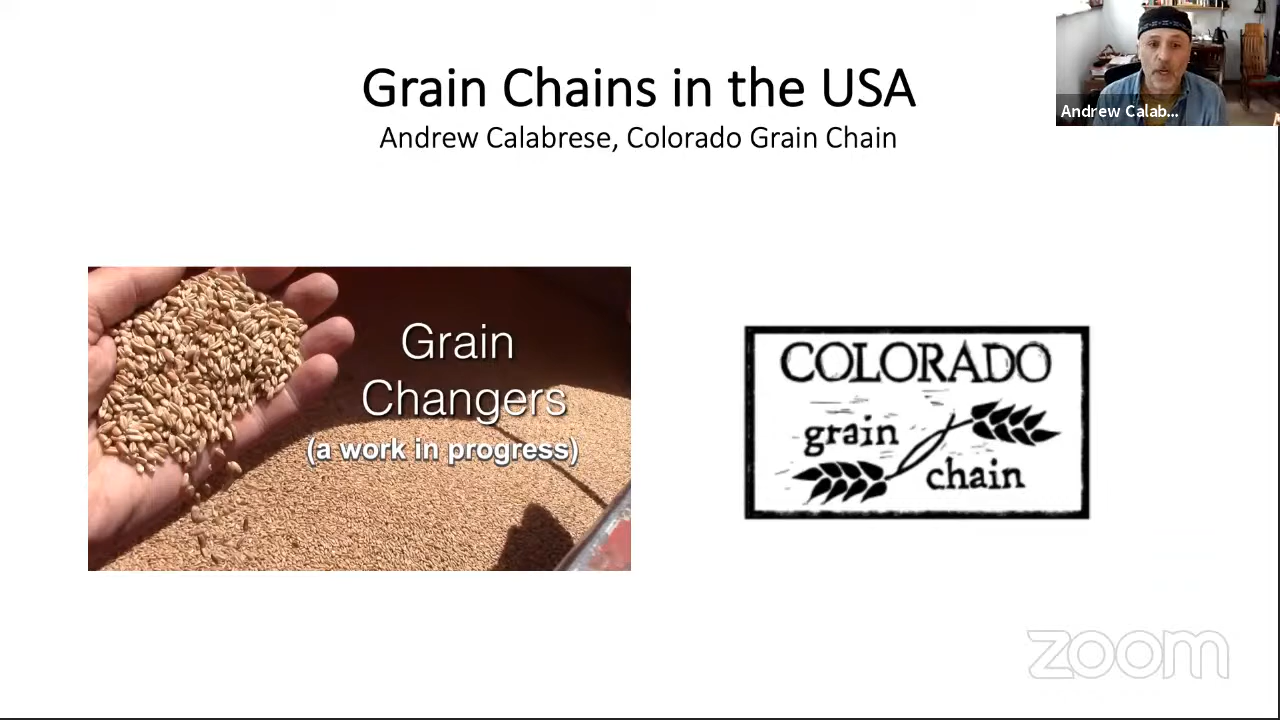 Grain Chains in the USA
Andrew Calabrese, Colorado Grain Chain
Andrew Calab...
Grain
Changers
(a work in progress)
COLORADO
grain
chain
zoom